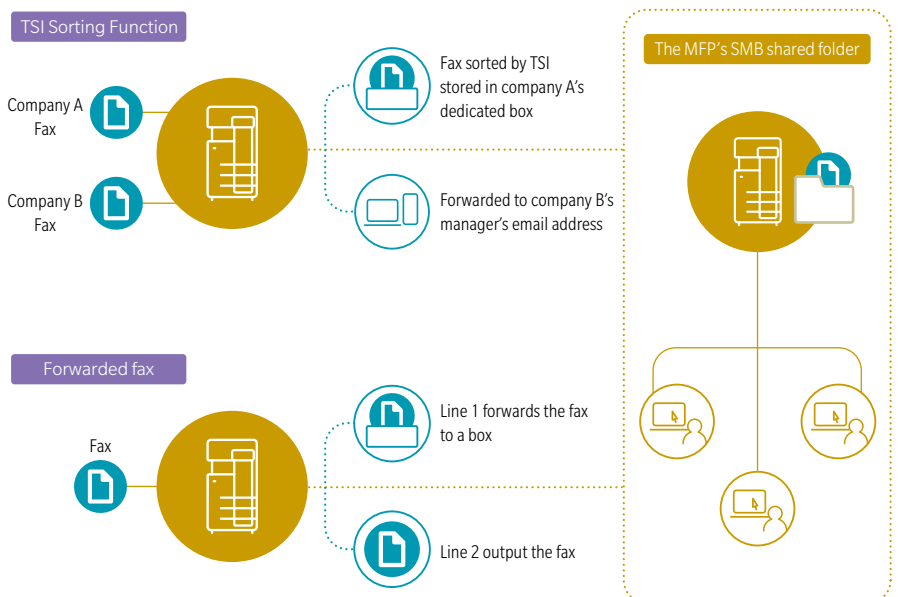 TSI Sorting Function
Company A
Fax
Company B
Fax
Fax sorted by TSI
stored in company A's
dedicated box
Forwarded to company B's
manager's email address
The MFP's SMB shared folder
Forwarded fax
Fax
Line 1 forwards the fax
to a box
Line 2 output the fax